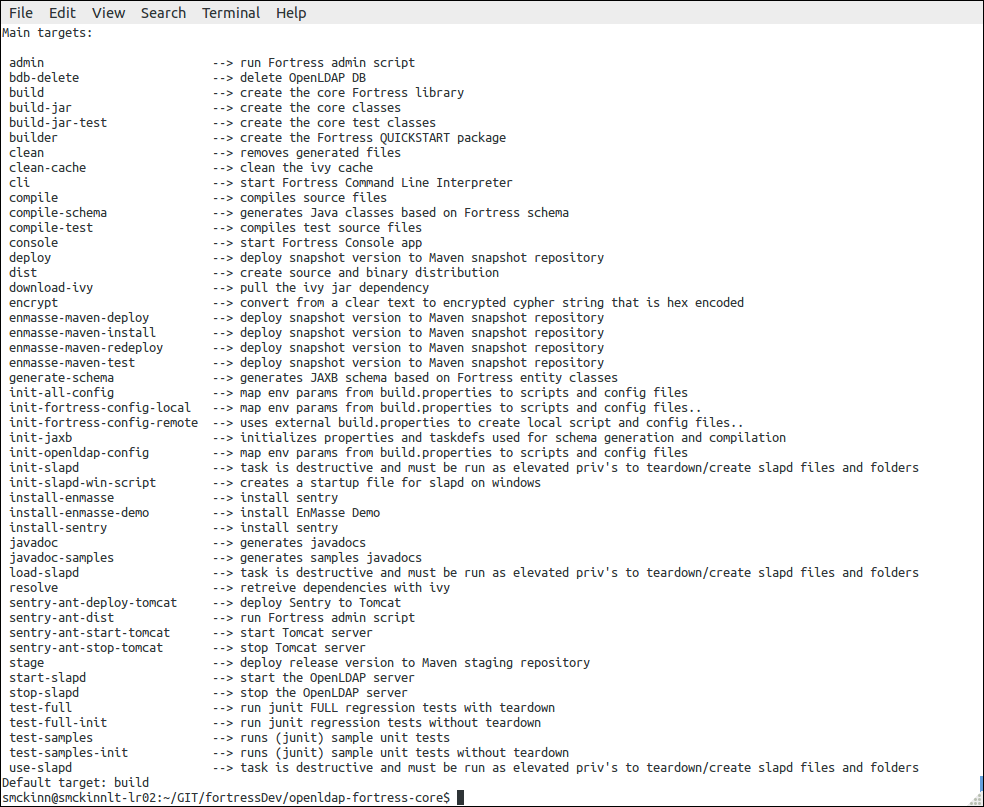 File Edit View Search Terminal Help
Main targets:
admin --> run Fortress admin script
bdb-delete --> delete OpenLDAP DB
build --> create the core Fortress library
build-jar --> create the core classes
build-jar-test --> create the core test classes
builder --> create the Fortress QUICKSTART package
clean --> removes generated files
clean-cache --> clean the ivy cache
cli --> start Fortress Command Line Interpreter
compile --> compiles source files
compile-schema --> generates Java classes based on Fortress schema
compile-test --> compiles test source files
console --> start Fortress Console app
deploy --> deploy snapshot version to Maven snapshot repository
dist --> create source and binary distribution
download-ivy --> pull the ivy jar dependency
encrypt --> convert from a clear text to encrypted cypher string that is hex encoded
enmasse-maven-deploy --> deploy snapshot version to Maven snapshot repository
enmasse-maven-install --> deploy snapshot version to Maven snapshot repository
enmasse-maven-redeploy --> deploy snapshot version to Maven snapshot repository
enmasse-maven-test --> deploy snapshot version to Maven snapshot repository
generate-schema --> generates JAXB schema based on Fortress entity classes
init-all-config --> map env params from build.properties to scripts and config files
init-fortress-config-local --> map env params from build.properties to scripts and config files..
init-fortress-config-remote --> uses external build.properties to create local script and config files..
init-jaxb --> initializes properties and taskdefs used for schema generation and compilation
init-openldap-config --> map env params from build.properties to scripts and config files
init-slapd --> task is destructive and must be run as elevated priv's to teardown/create slapd files and folders
init-slapd-win-script --> creates a startup file for slapd on windows
install-enmasse --> install sentry
install-enmasse-demo --> install EnMasse Demo
install-sentry --> install sentry
javadoc --> generates javadocs
javadoc-samples --> generates samples javadocs
load-slapd --> task is destructive and must be run as elevated priv's to teardown/create slapd files and folders
resolve --> retreive dependencies with ivy
sentry-ant-deploy-tomcat --> deploy Sentry to Tomcat
sentry-ant-dist --> run Fortress admin script
sentry-ant-start-tomcat --> start Tomcat server
sentry-ant-stop-tomcat --> stop Tomcat server
stage --> deploy release version to Maven staging repository
start-slapd --> start the OpenLDAP server
stop-slapd --> stop the OpenLDAP server
test-full --> run junit FULL regression tests with teardown
test-full-init --> run junit regression tests without teardown
test-samples --> runs (junit) sample unit tests
test-samples-init --> runs (junit) sample unit tests without teardown
use-slapd --> task is destructive and must be run as elevated priv's to teardown/create slapd files and folders
Default target: build
smckinn@smckinnlt-lr02:~/GIT/fortressDev/openldap-fortress-core$